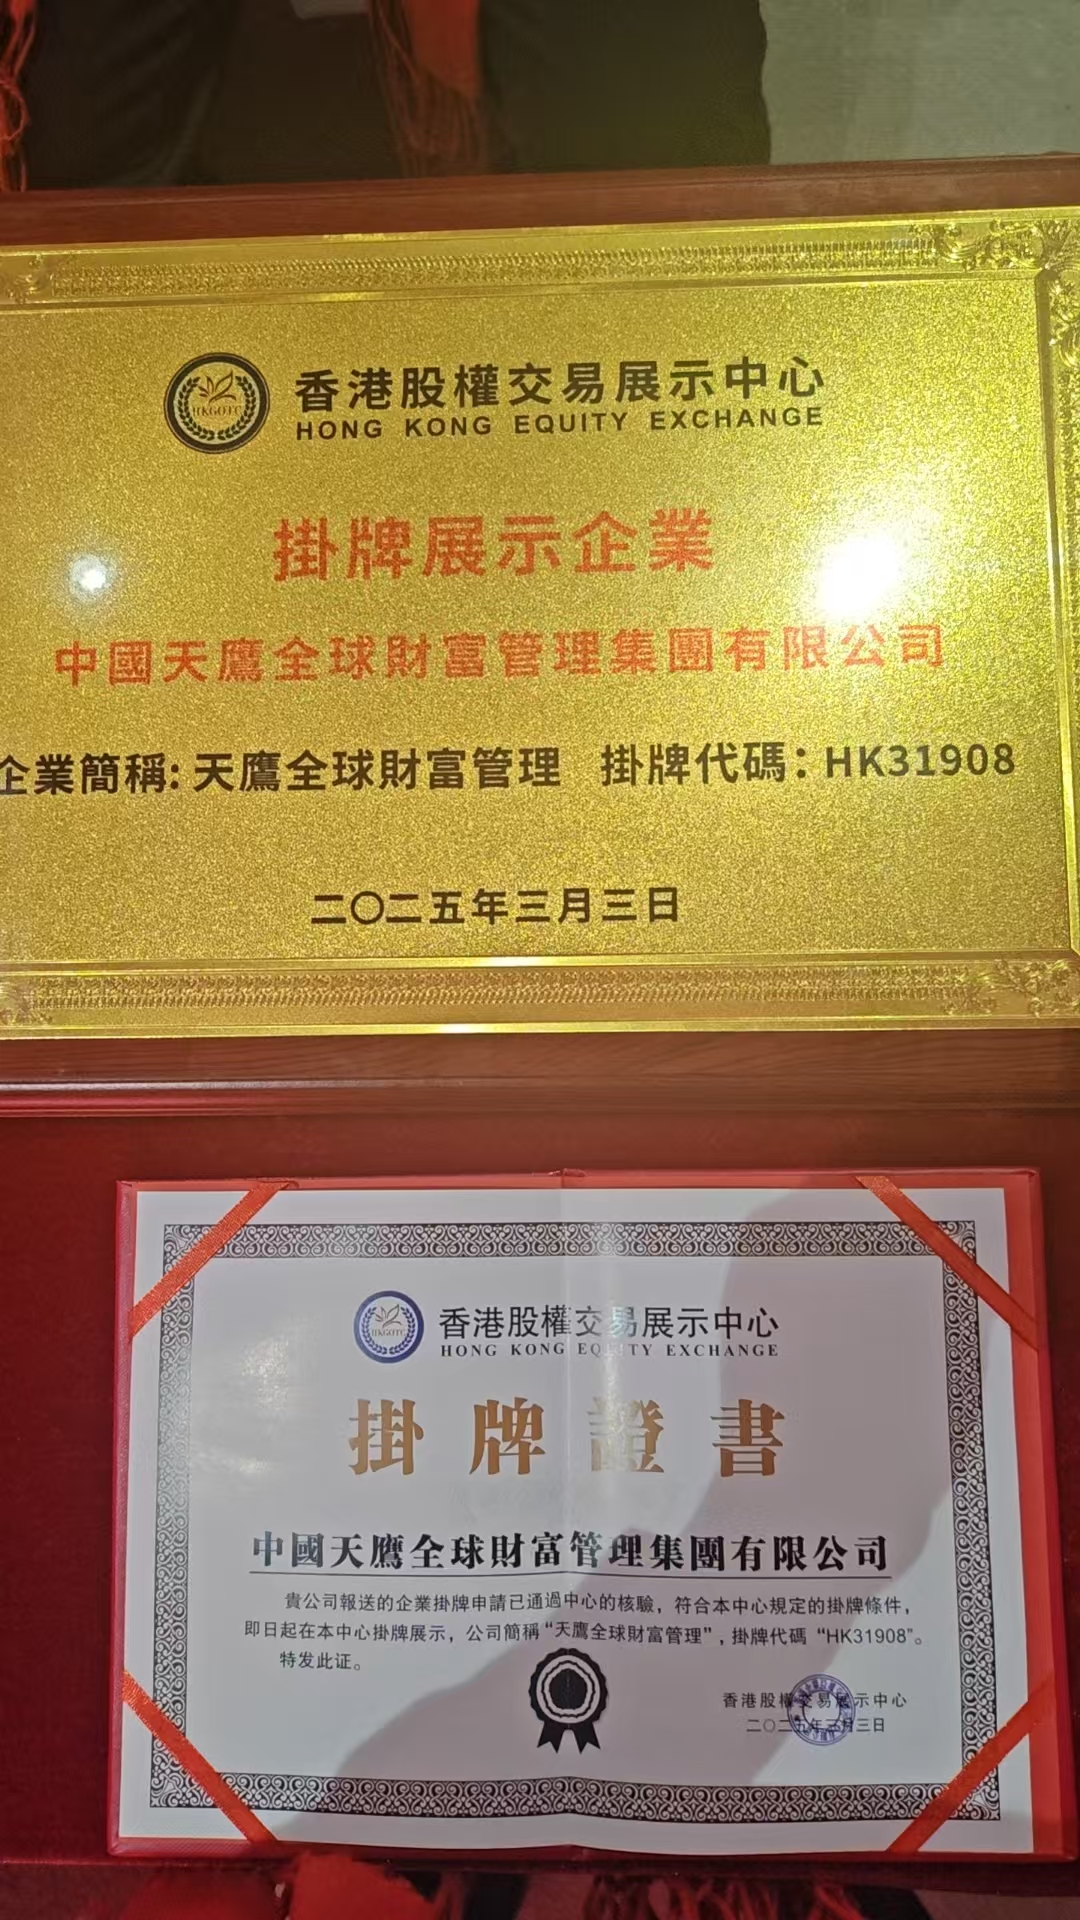 HKGOTC
香港股權交易展示中心
HONG KONG EQUITY EXCHANGE
掛牌展示企業
中國天鷹全球財富管理集團有限公司
企業簡稱: 天鷹全球財富管理 掛牌代碼: HK31908
二〇二五年三月三日
HKGOTC
香港股權交易展示中心
HONG KONG EQUITY EXCHANGE
掛牌證書
中國天鷹全球財富管理集團有限公司
貴公司報送的企業掛牌申請已通過中心的核驗，符合本中心規定的掛牌條件，
即日起在本中心掛牌展示，公司簡稱“天鷹全球財富管理”，掛牌代碼“HK31908”。
特发此证。
香港股權交易展示中心
二〇二五年三月三日